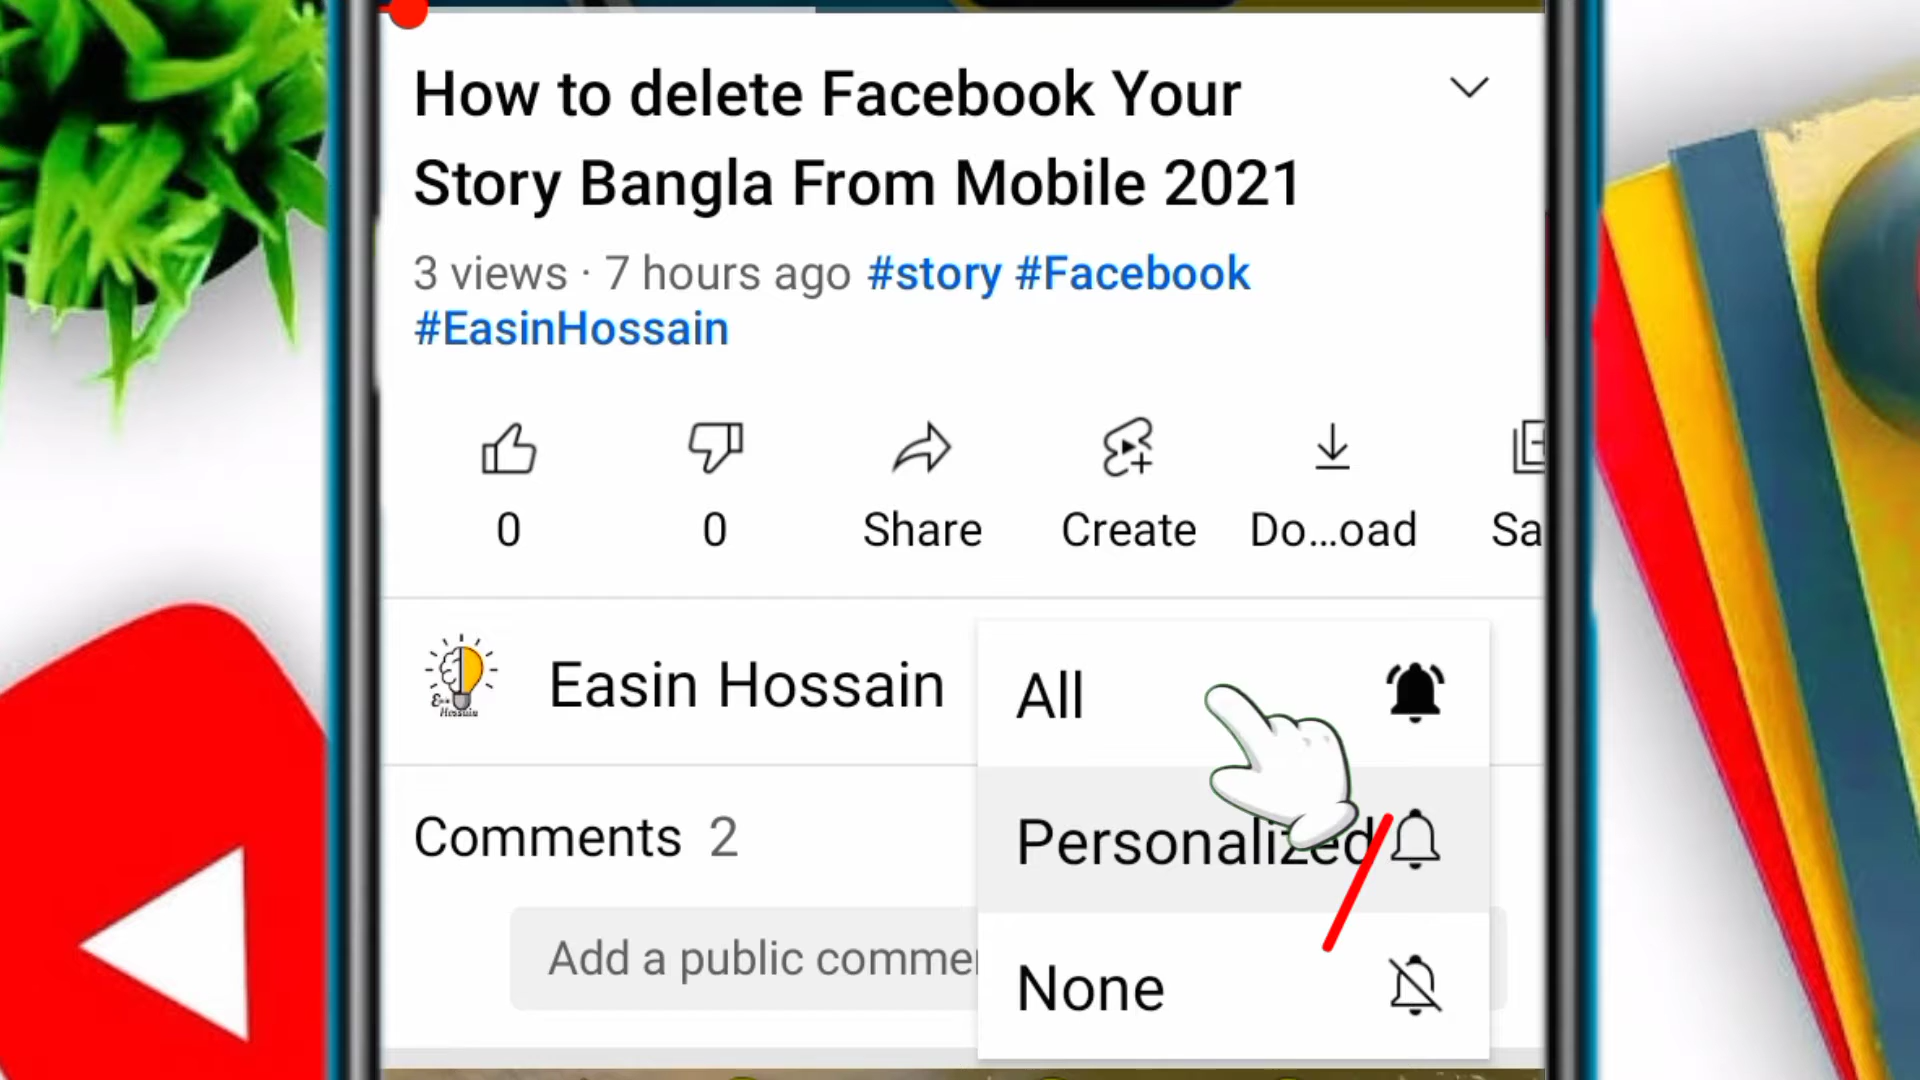 How to delete Facebook Your
Story Bangla From Mobile 2021
3 views · 7 hours ago #story #Facebook
#EasinHossain
0 0 Share Create Do...oad Sa
Easin Hossain
All
Personalized
None
Comments 2
Add a public comme
Hossain